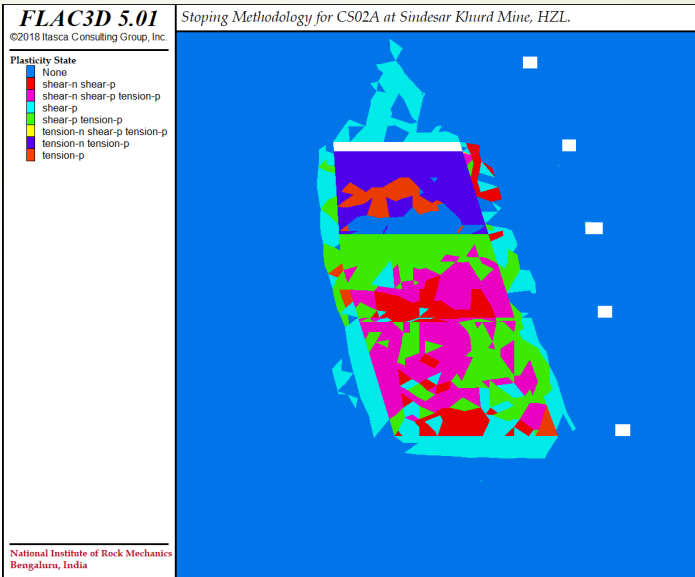 FLAC3D 5.01
©2018 Itasca Consulting Group, Inc.
Stoping Methodology for CS02A at Sindesar Khurd Mine, HZL.
Plasticity State
None
shear-n shear-p
shear-n shear-p tension-p
shear-p
shear-p tension-p
tension-n shear-p tension-p
tension-n tension-p
tension-p
National Institute of Rock Mechanics
Bengaluru, India